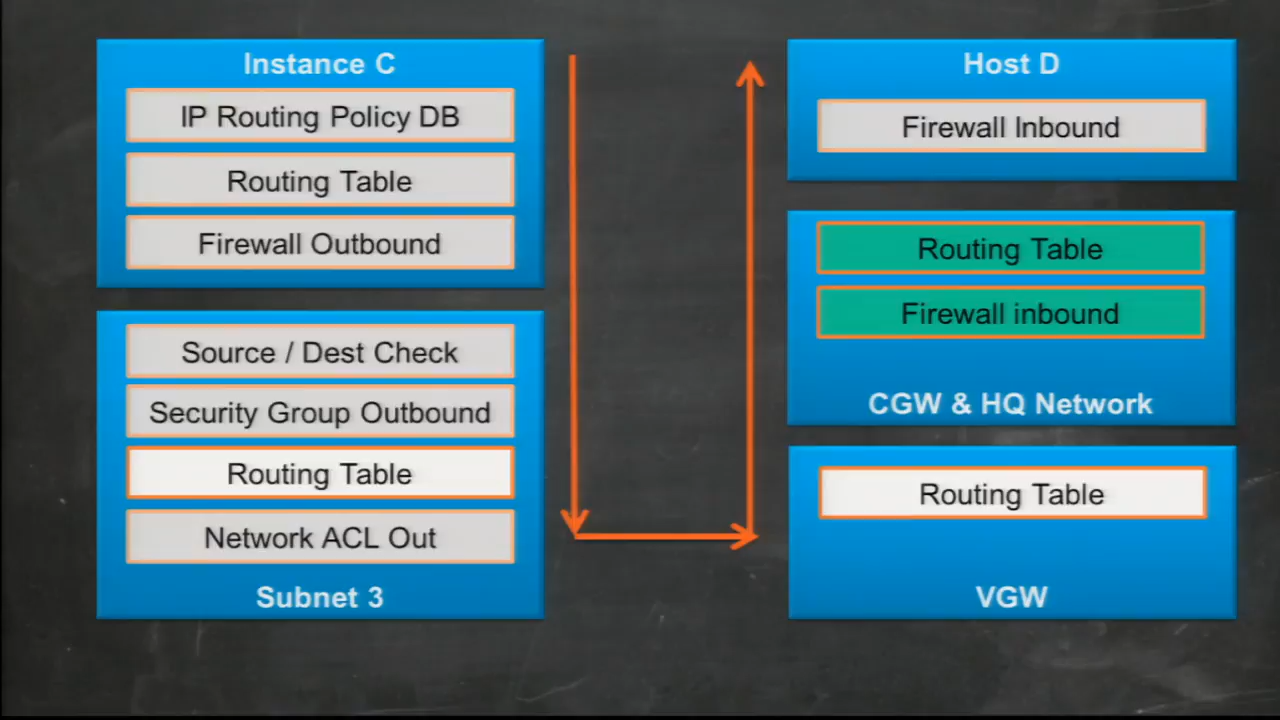 Instance C
IP Routing Policy DB
Routing Table
Firewall Outbound
Source / Dest Check
Security Group Outbound
Routing Table
Network ACL Out
Subnet 3
Host D
Firewall Inbound
Routing Table
Firewall inbound
CGW & HQ Network
Routing Table
VGW